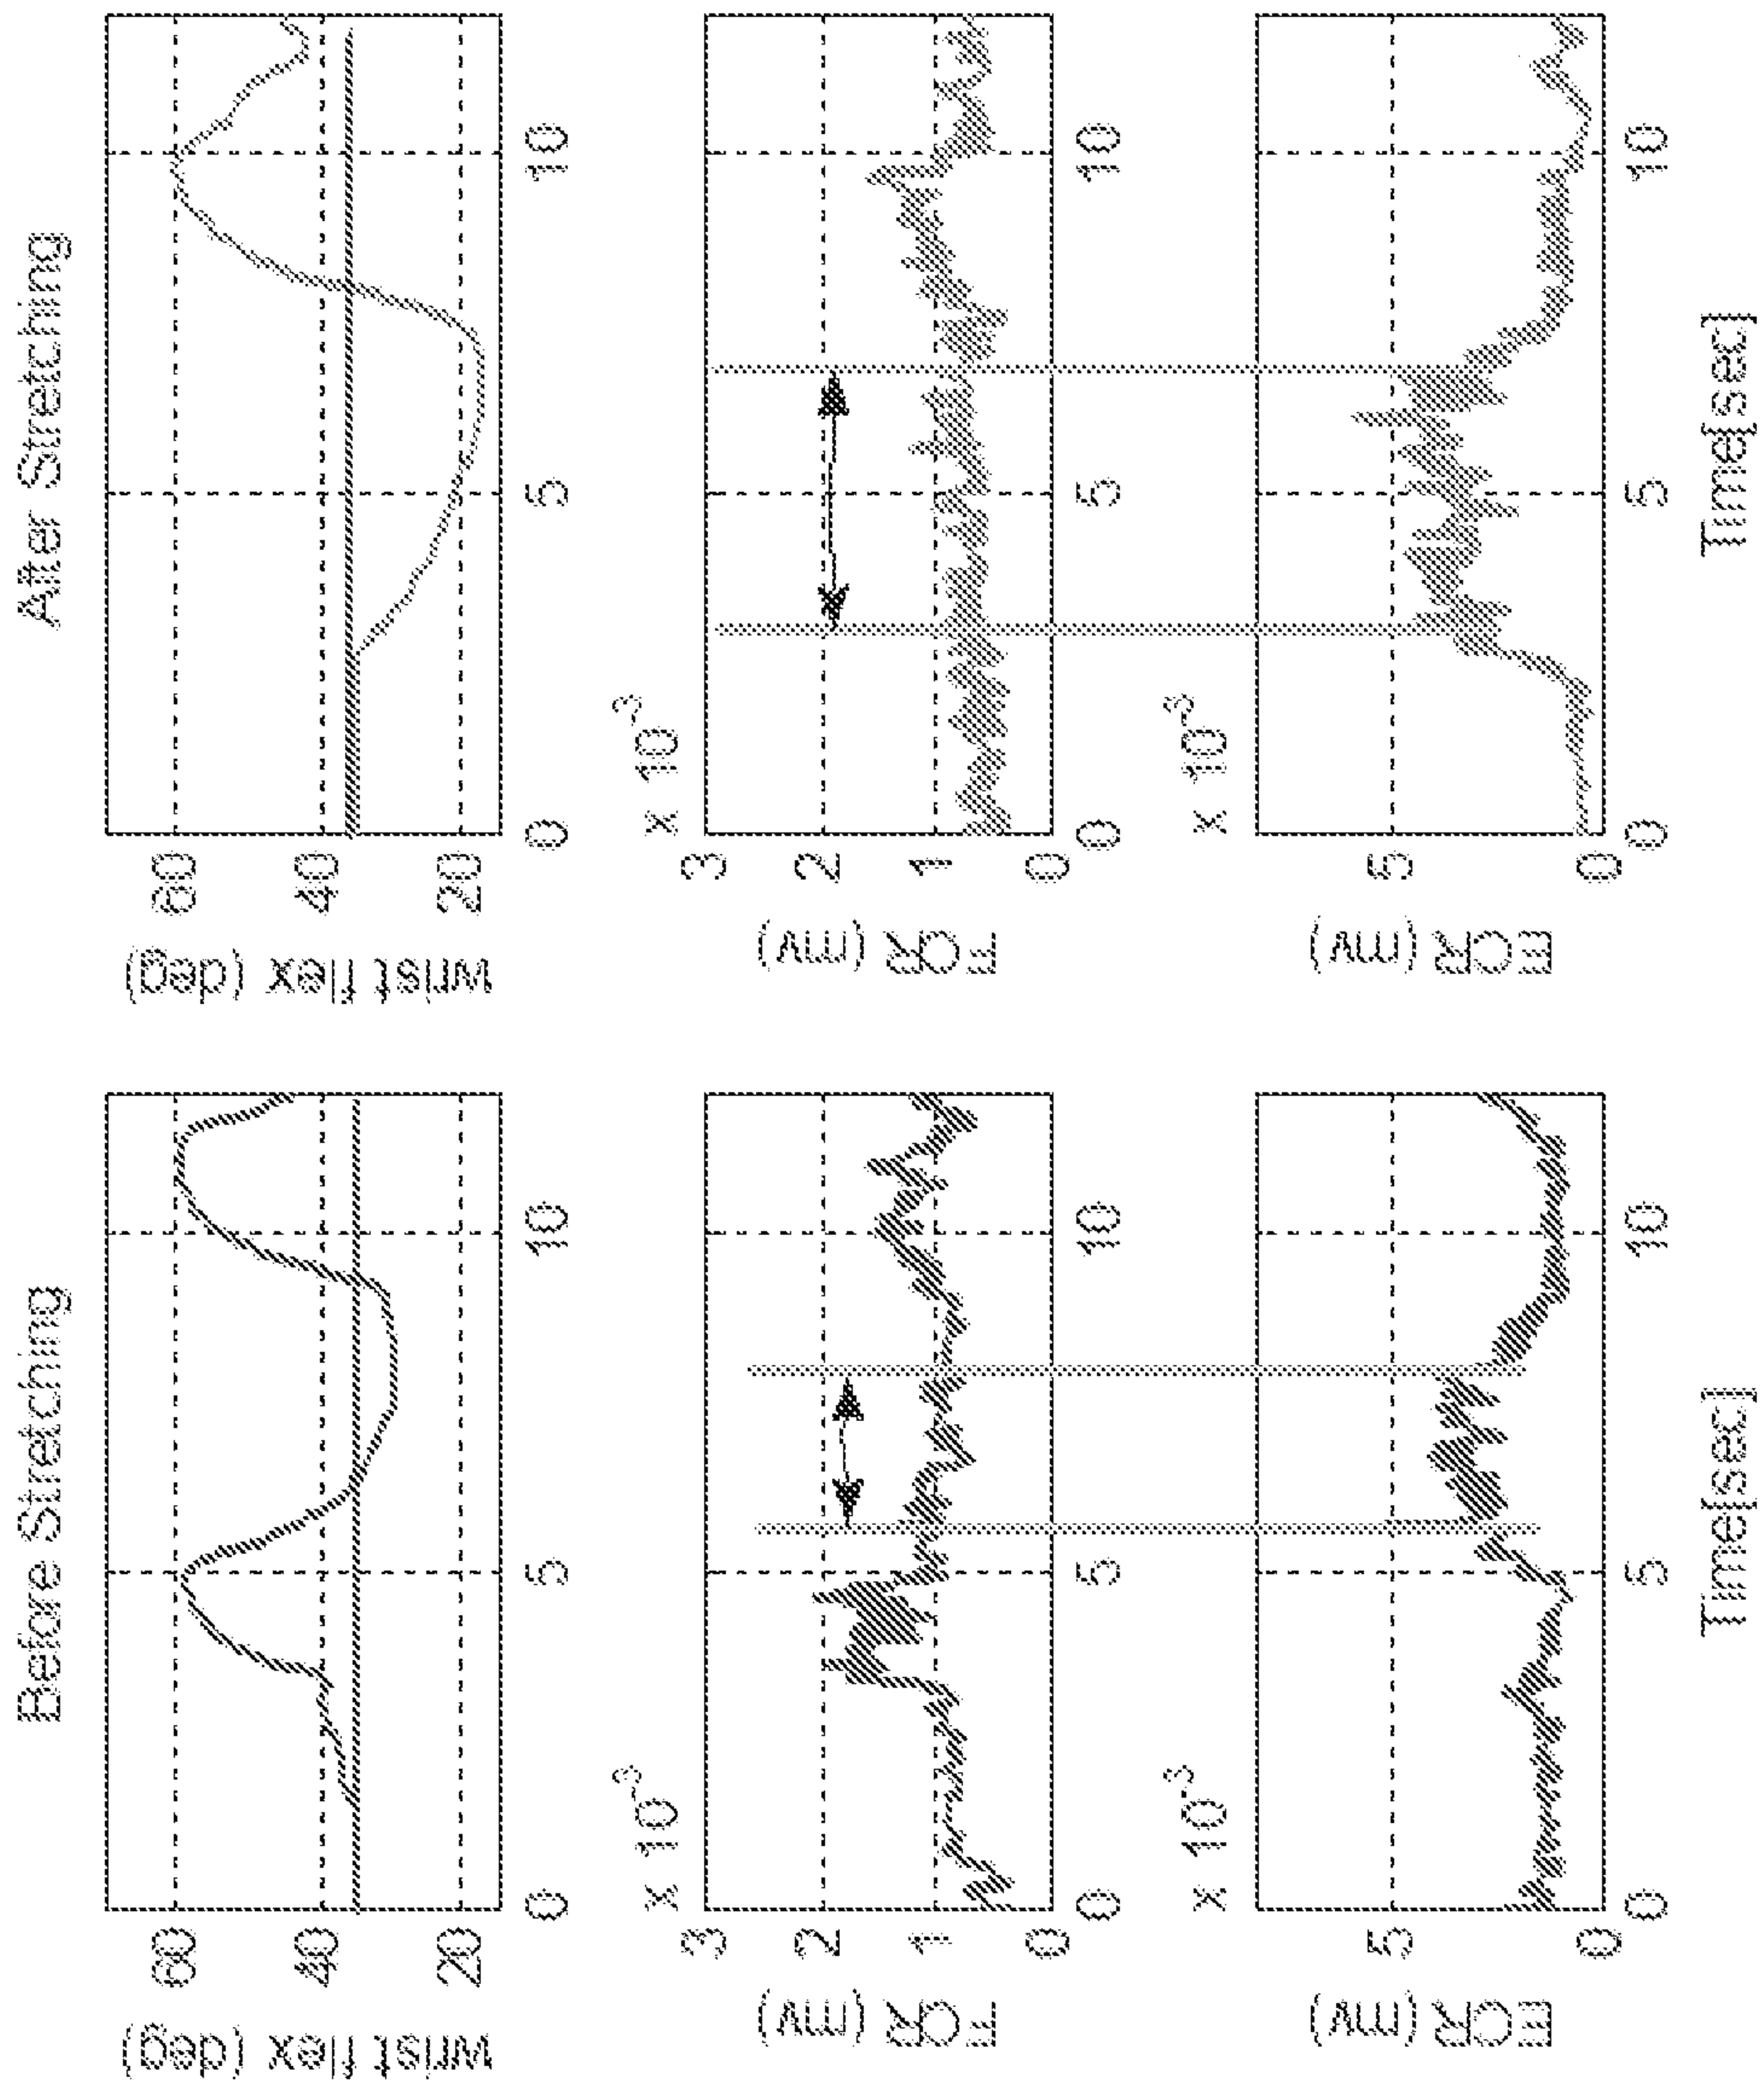 Before Stretching
After Stretching
wrist flex (deg)
60
40
20
0
5
10
wrist flex (deg)
60
40
20
0
5
10
FCR (mv)
x 10-3
3
2
1
0
0
5
10
FCR (mv)
x 10-3
3
2
1
0
0
5
10
ECR (mv)
x 10-3
5
0
0
5
10
Time[sec]
ECR (mv)
x 10-3
5
0
0
5
10
Time[sec]